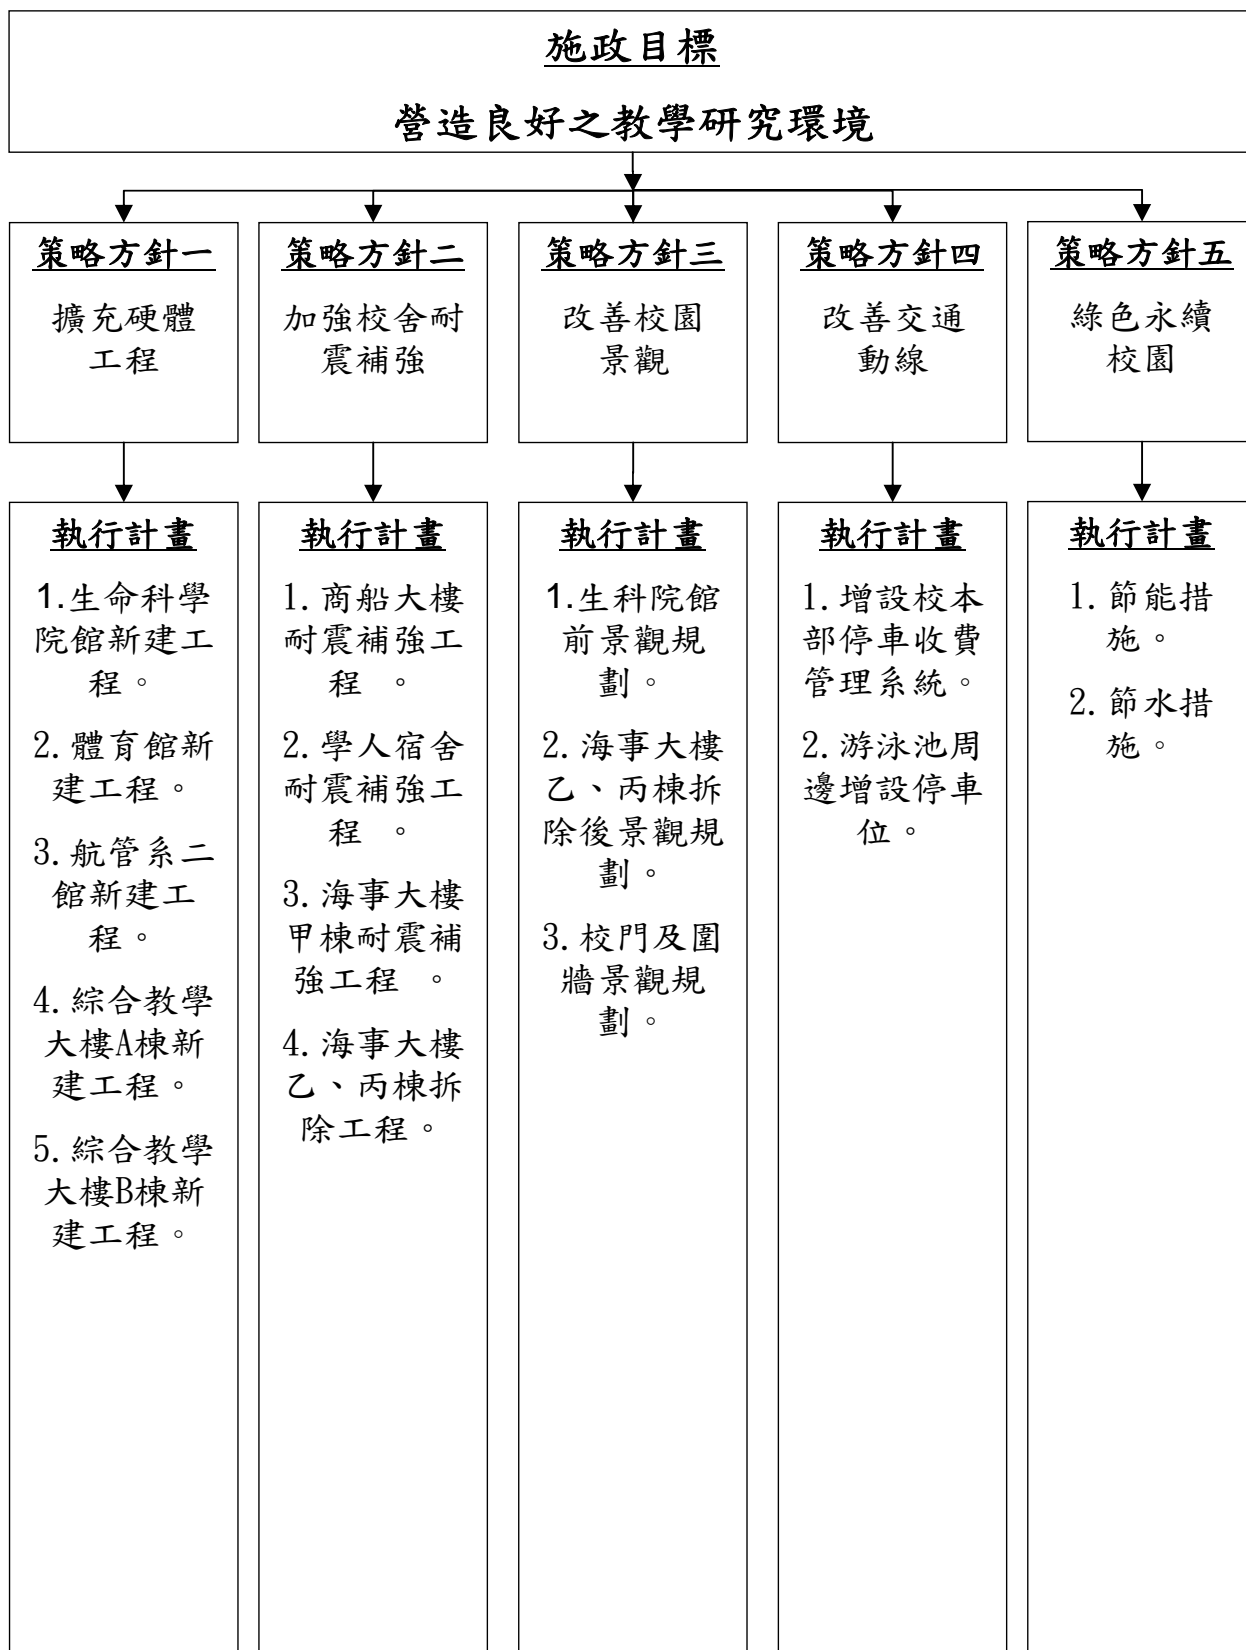 施政目標
營造良好之教學研究環境
策略方針一
擴充硬體
工程
策略方針二
加強校舍耐
震補強
策略方針三
改善校園
景觀
策略方針四
改善交通
動線
策略方針五
綠色永續
校園
執行計畫
1.生命科學
院館新建工
程。
2.體育館新
建工程。
3.航管系二
館新建工
程。
4.綜合教學
大樓A棟新
建工程。
5.綜合教學
大樓B棟新
建工程。
執行計畫
1.商船大樓
耐震補強工
程 。
2.學人宿舍
耐震補強工
程 。
3.海事大樓
甲棟耐震補
強工程 。
4.海事大樓
乙、丙棟拆
除工程。
執行計畫
1.生科院館
前景觀規
劃。
2.海事大樓
乙、丙棟拆
除後景觀規
劃。
3.校門及圍
牆景觀規
劃。
執行計畫
1.增設校本
部停車收費
管理系統。
2.游泳池周
邊增設停車
位。
執行計畫
1.節能措
施。
2.節水措
施。